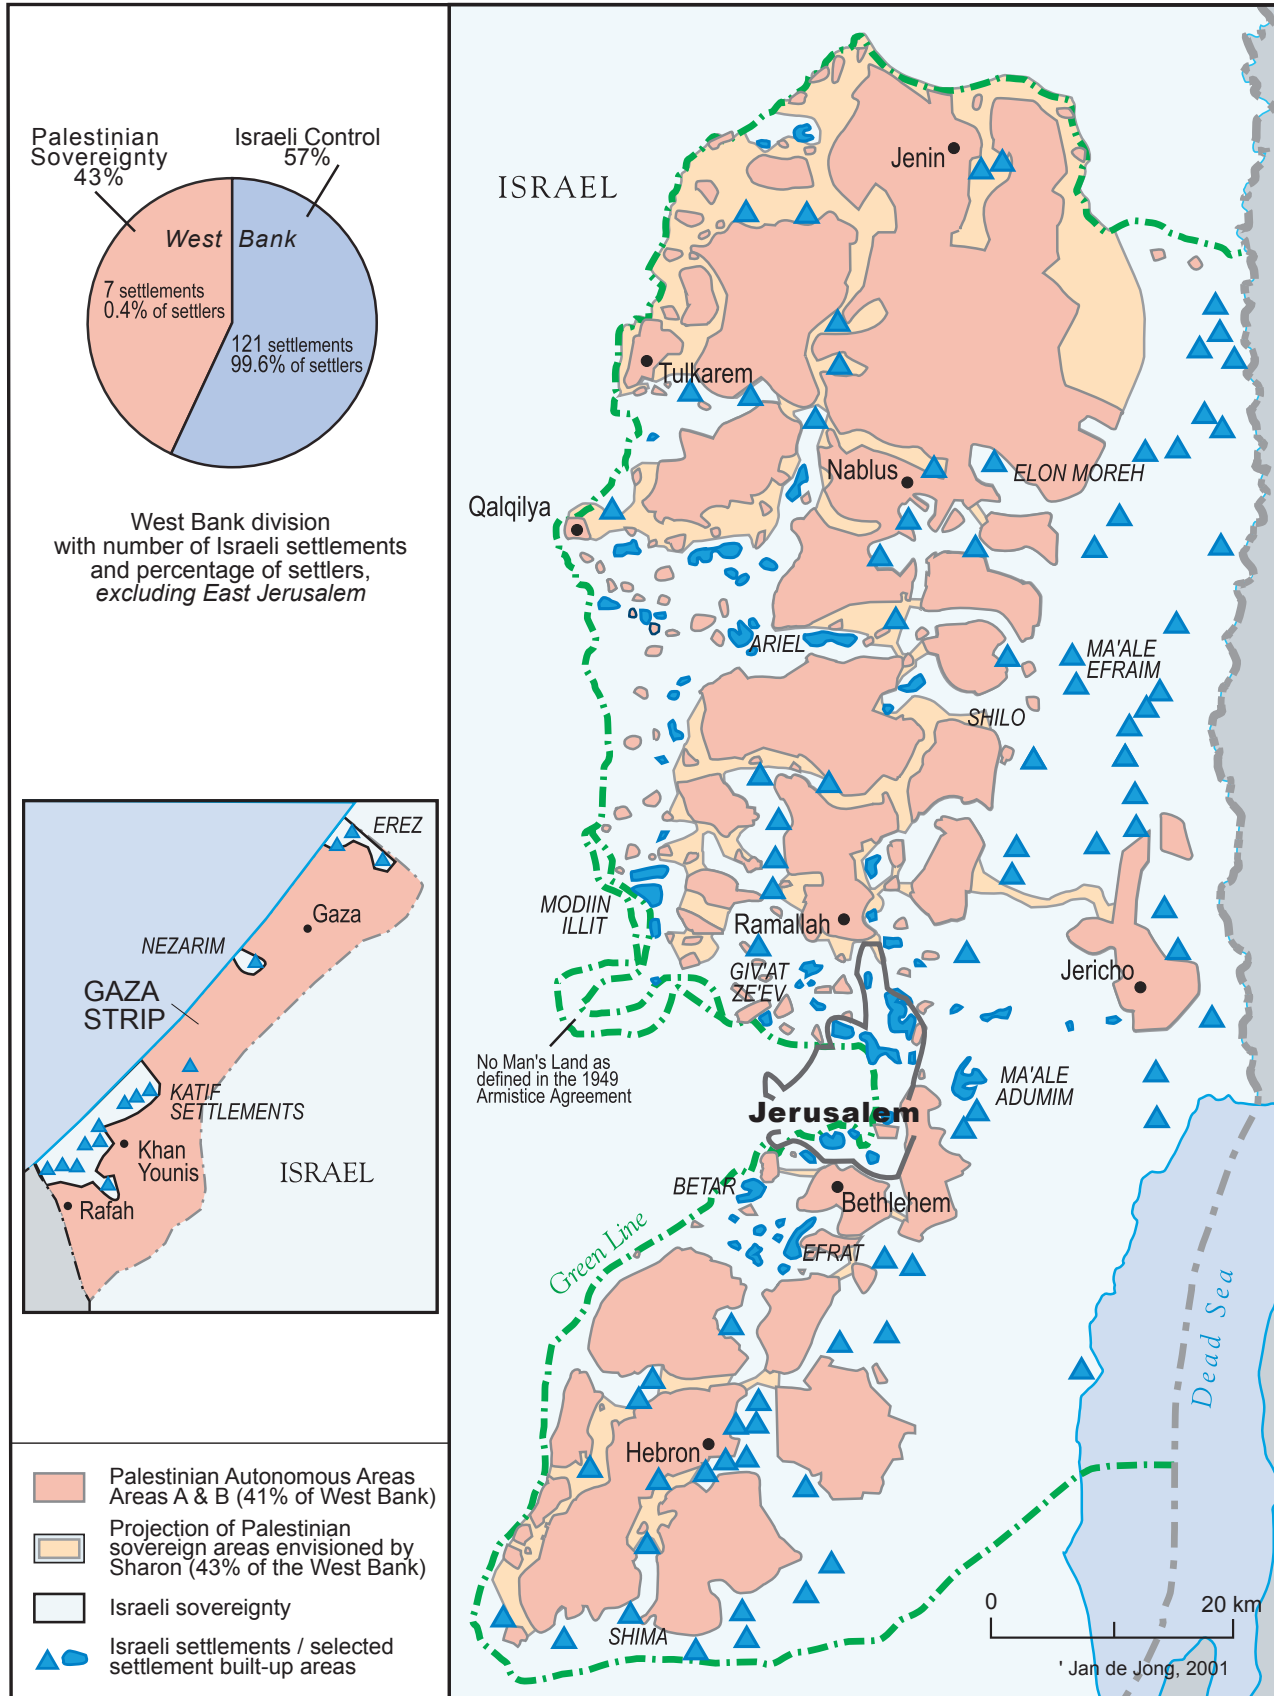 Palestinian
Sovereignty
43%
Israeli Control
57%
West Bank
7 settlements
0.4% of settlers
121 settlements
99.6% of settlers
West Bank division
with number of Israeli settlements
and percentage of settlers,
excluding East Jerusalem
EREZ
Gaza
NEZARIM
GAZA
STRIP
KATIF
SETTLEMENTS
Khan
Younis
ISRAEL
Rafah
Palestinian Autonomous Areas
Areas A & B (41% of West Bank)
Projection of Palestinian
sovereign areas envisioned by
Sharon (43% of the West Bank)
Israeli sovereignty
Israeli settlements / selected
settlement built-up areas
ISRAEL
Jenin
Tulkarem
Nablus
ELON MOREH
Qalqilya
ARIEL
MA'ALE
EFRAIM
SHILO
MODIIN
ILLIT
Ramallah
GIV'AT
ZE'EV
Jericho
No Man's Land as
defined in the 1949
Armistice Agreement
MA'ALE
ADUMIM
Jerusalem
BETAR
Bethlehem
EFRAT
Green Line
Dead Sea
Hebron
SHIMA
0
20 km
' Jan de Jong, 2001